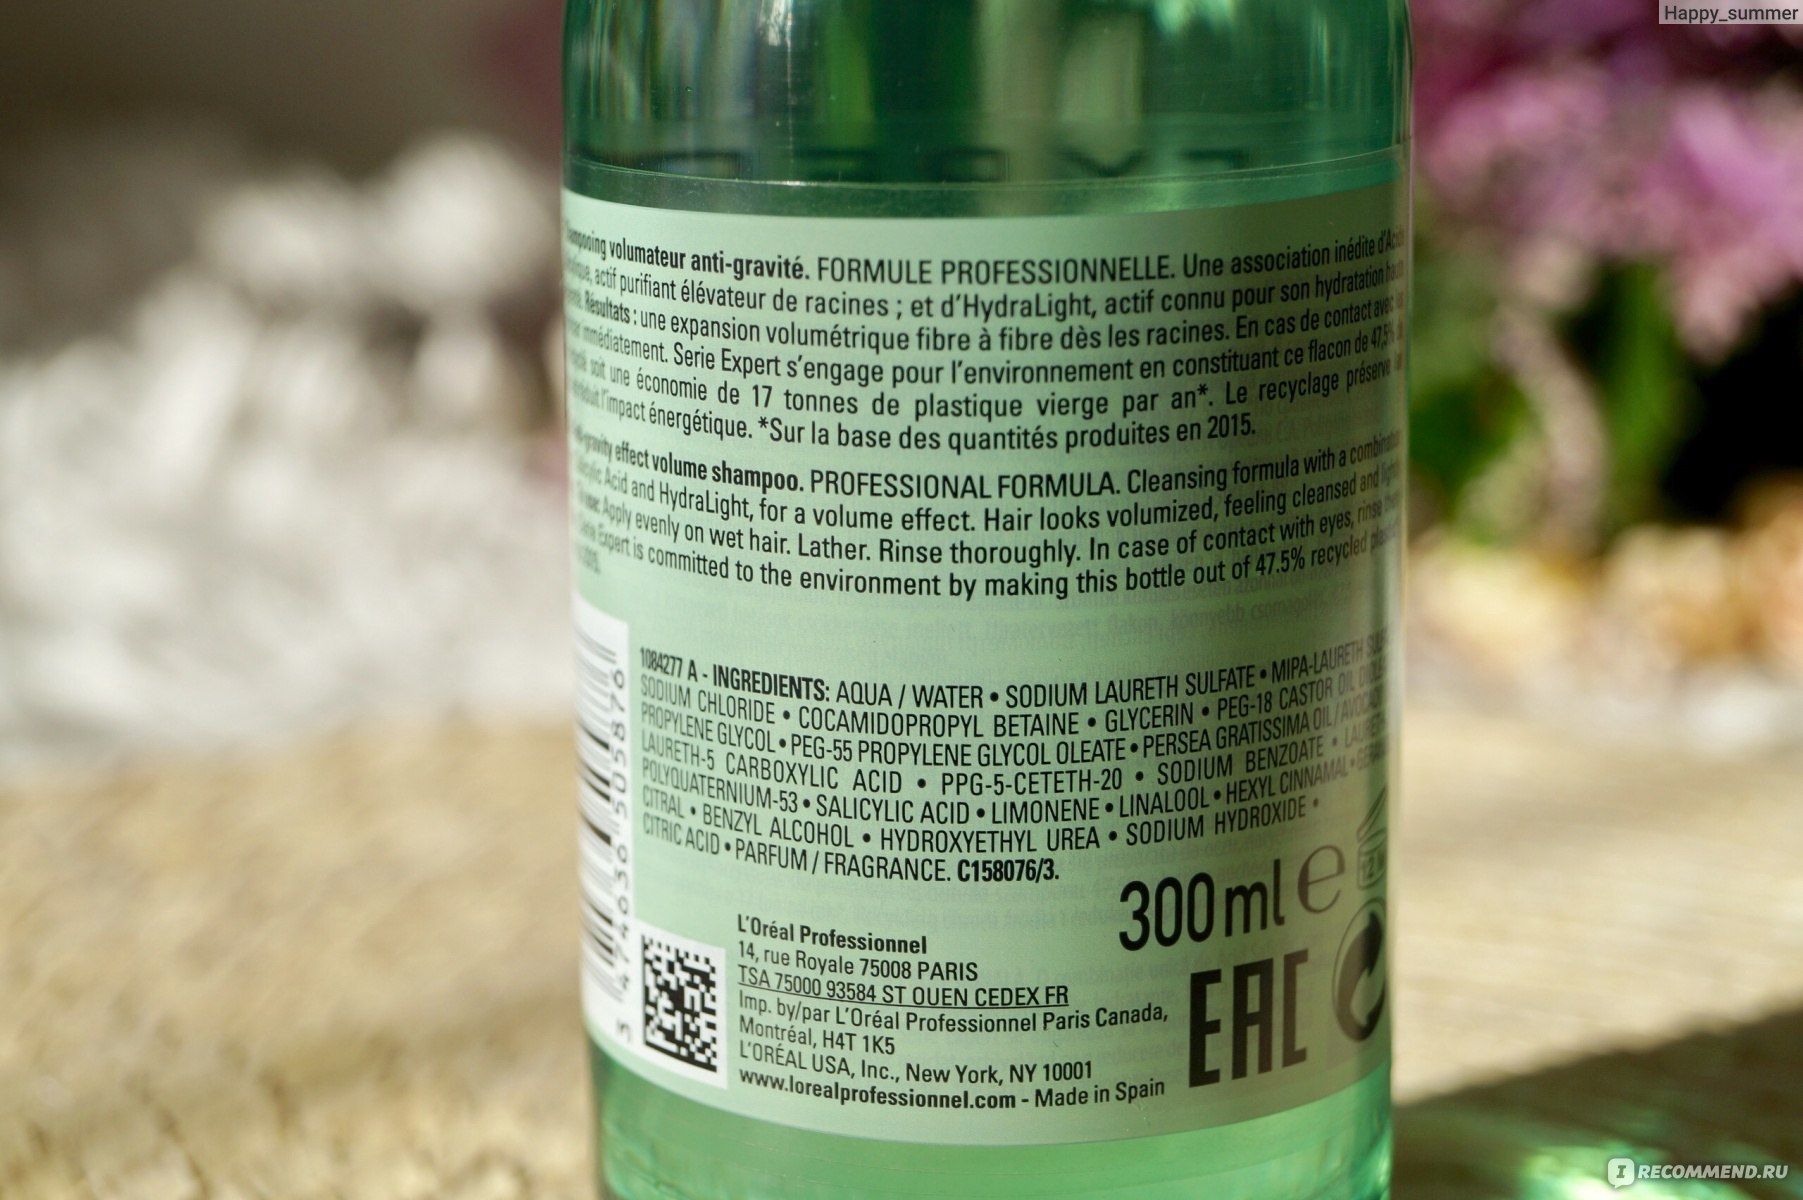 Happy_summer
volumateur anti-gravité. FORMULE PROFESSIONNELLE. Une association inédite d'Acide
actif purifiant élévateur de racines ; et d'HydraLight, actif connu pour son hydratation
Résultats : une expansion volumétrique fibre à fibre dès les racines. En cas de contact avec
immédiatement. Serie Expert s'engage pour l'environnement en constituant ce flacon de 47,5%
soit une économie de 17 tonnes de plastique vierge par an*. Le recyclage préserve
l'impact énergétique. *Sur la base des quantités produites en 2015.
effect volume shampoo. PROFESSIONAL FORMULA. Cleansing formula with a
Acid and HydraLight, for a volume effect. Hair looks volumized, feeling cleansed and
Apply evenly on wet hair. Lather. Rinse thoroughly. In case of contact with eyes, rinse
Expert is committed to the environment by making this bottle out of 47.5% recycled
1084277 A - INGREDIENTS: AQUA / WATER • SODIUM LAURETH SULFATE • MIPA-LAURETH
SODIUM CHLORIDE • COCAMIDOPROPYL BETAINE • GLYCERIN • PEG-18 CASTOR OIL
PROPYLENE GLYCOL • PEG-55 PROPYLENE GLYCOL OLEATE • PERSEA GRATISSIMA OIL /
LAURETH-5 CARBOXYLIC ACID • PPG-5-CETETH-20 • SODIUM BENZOATE •
POLYQUATERNIUM-53 • SALICYLIC ACID • LIMONENE • LINALOOL • HEXYL CINNAMAL •
CITRAL • BENZYL ALCOHOL • HYDROXYETHYL UREA • SODIUM HYDROXIDE •
CITRIC ACID • PARFUM / FRAGRANCE. C158076/3.
300 ml e
3 474636 505876
L'Oréal Professionnel
14, rue Royale 75008 PARIS
TSA 75000 93584 ST OUEN CEDEX FR
Imp. by/par L'Oréal Professionnel Paris Canada,
Montréal, H4T 1K5
L'ORÉAL USA, Inc., New York, NY 10001
www.lorealprofessionnel.com - Made in Spain
EAC
IRECOMMEND.RU